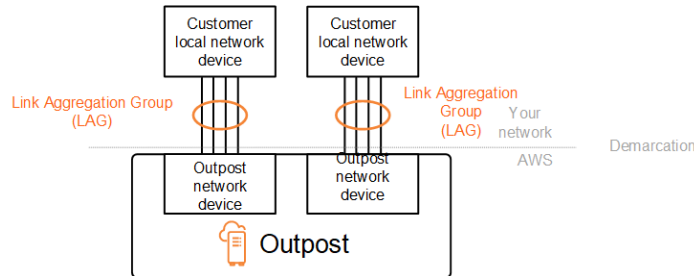 Customer
local network
device
Customer
local network
device
Link Aggregation Group
(LAG)
Link Aggregation
Group
(LAG)
Your
network
Demarcation
AWS
Outpost
network
device
Outpost
network
device
Outpost